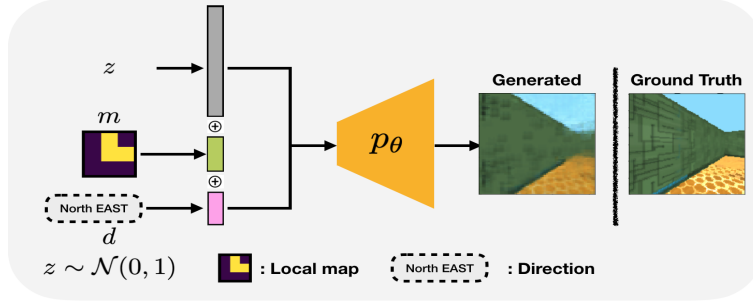 z
m
North EAST
d
z ∼ 𝒩(0, 1)
⊕
⊕
p_θ
Generated
Ground Truth
: Local map
North EAST
: Direction